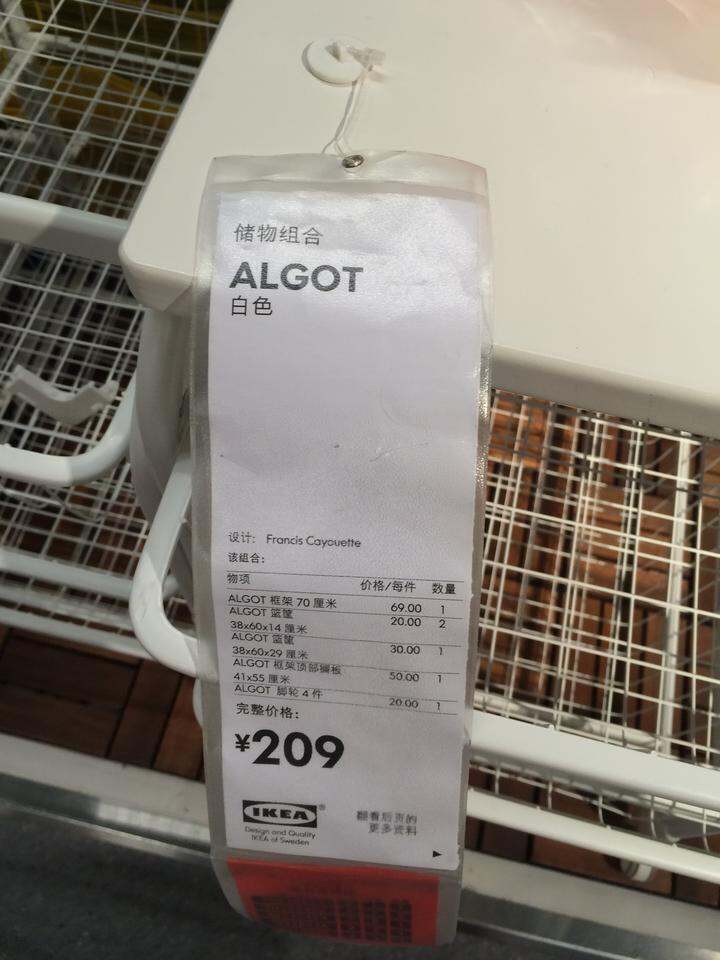 储物组合
ALGOT
白色
设计: Francis Cayouette
该组合:
物项 价格/每件 数量
ALGOT 框架 70 厘米 69.00 1
ALGOT 篮筐 20.00 2
38x60x14 厘米
ALGOT 篮筐 30.00 1
38x60x29 厘米
ALGOT 框架顶部搁板 50.00 1
41x55 厘米
ALGOT 脚轮 4 件 20.00 1
完整价格:
¥209
IKEA®
Design and Quality
IKEA of Sweden
翻看后页的
更多资料